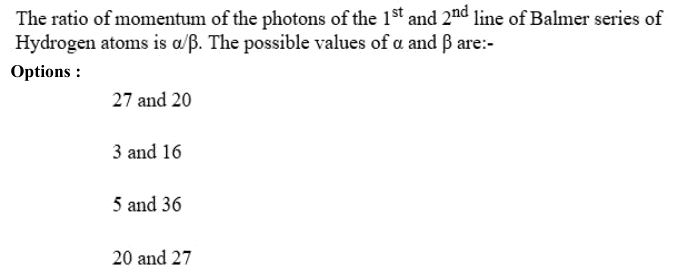 The ratio of momentum of the photons of the 1st and 2nd line of Balmer series of
Hydrogen atoms is α/β. The possible values of α and β are:-
Options :
27 and 20
3 and 16
5 and 36
20 and 27